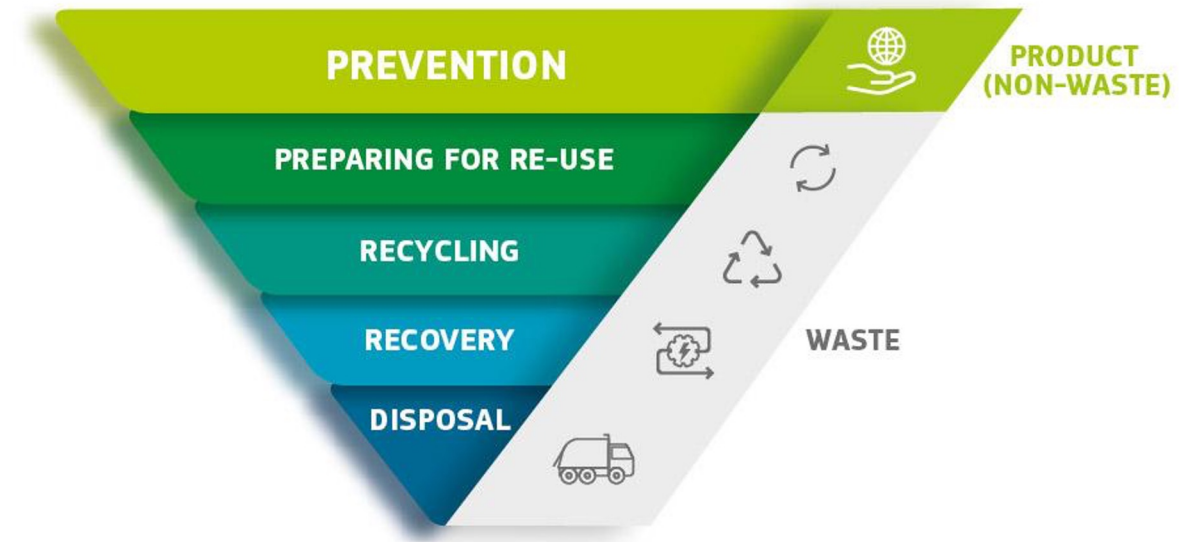 PREVENTION
PRODUCT
(NON-WASTE)
PREPARING FOR RE-USE
RECYCLING
RECOVERY
WASTE
DISPOSAL